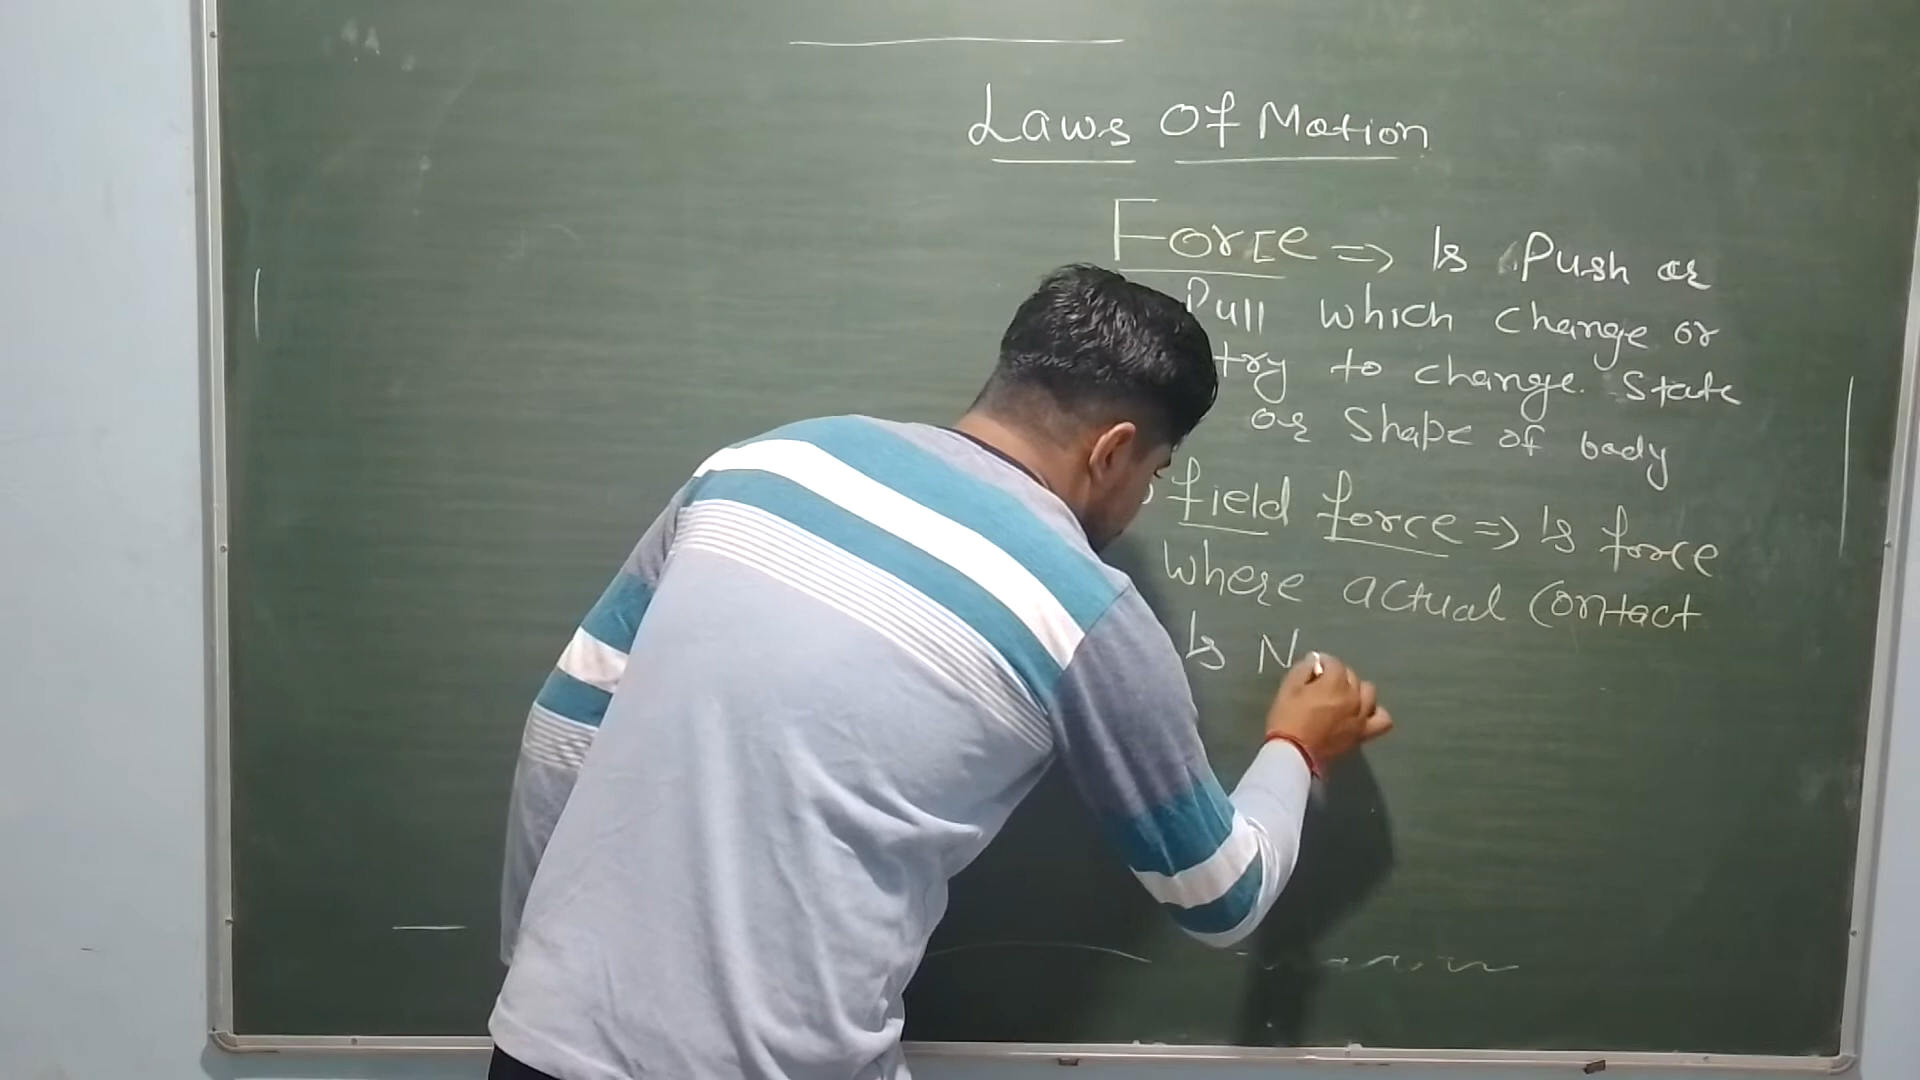 Laws Of Motion
Force => Is Push or
Pull which change or
try to change State
or Shape of body
field force => Is force
where actual Contact
Is N